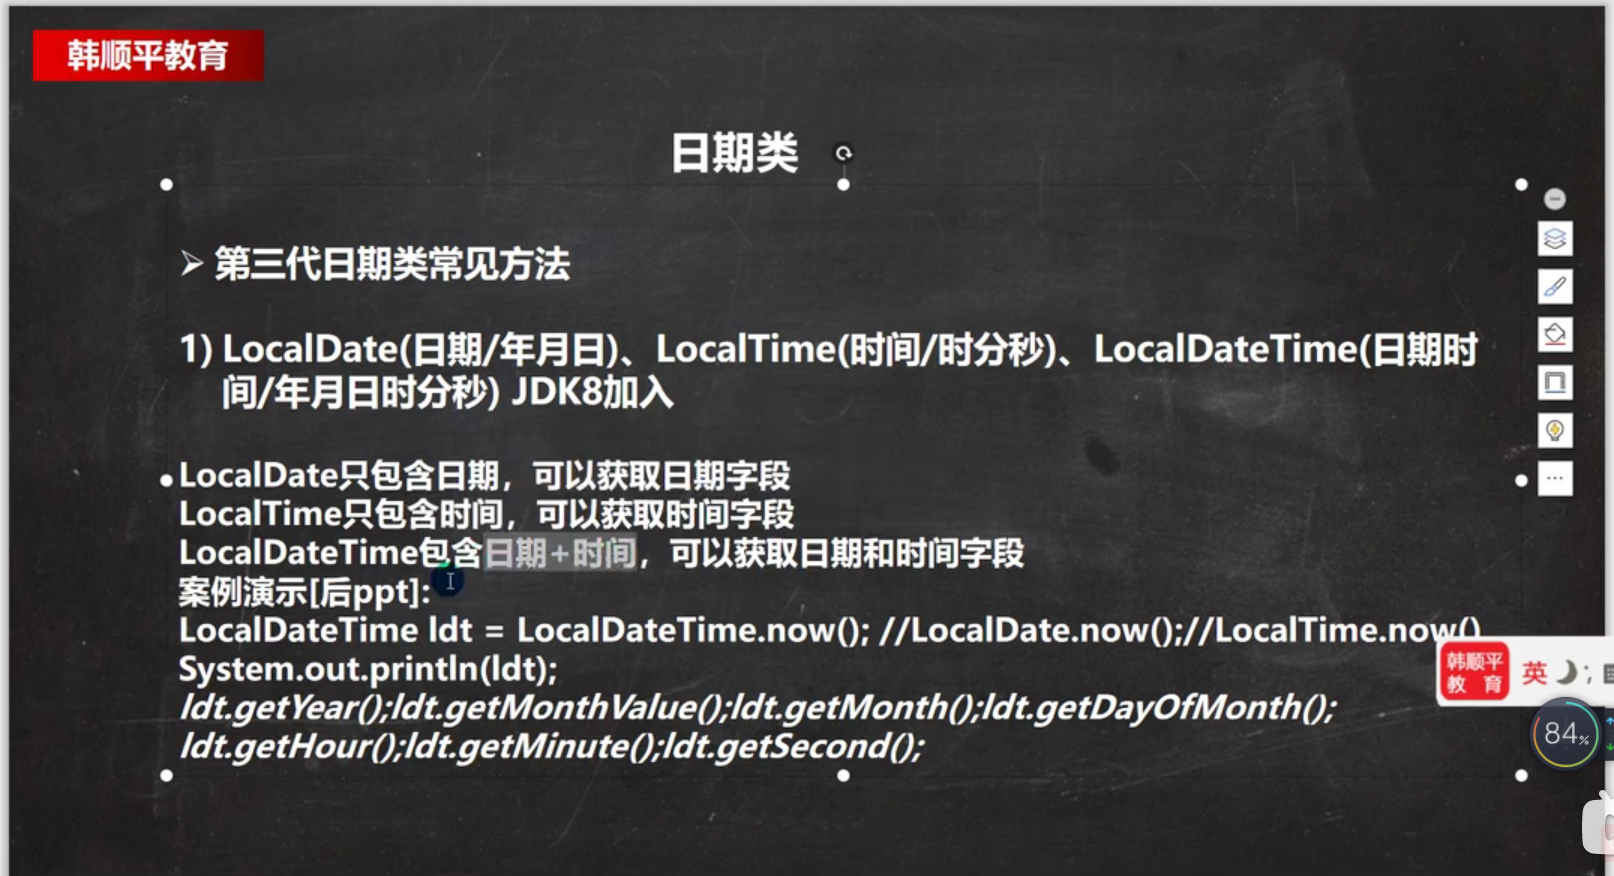 韩顺平教育
日期类
➢ 第三代日期类常见方法
1) LocalDate(日期/年月日)、LocalTime(时间/时分秒)、LocalDateTime(日期时
间/年月日时分秒) JDK8加入
LocalDate只包含日期，可以获取日期字段
LocalTime只包含时间，可以获取时间字段
LocalDateTime包含日期+时间，可以获取日期和时间字段
案例演示[后ppt]:
LocalDateTime ldt = LocalDateTime.now(); //LocalDate.now();//LocalTime.now()
System.out.println(ldt);
ldt.getYear();ldt.getMonthValue();ldt.getMonth();ldt.getDayOfMonth();
ldt.getHour();ldt.getMinute();ldt.getSecond();
韩顺平
教 育
英
84%